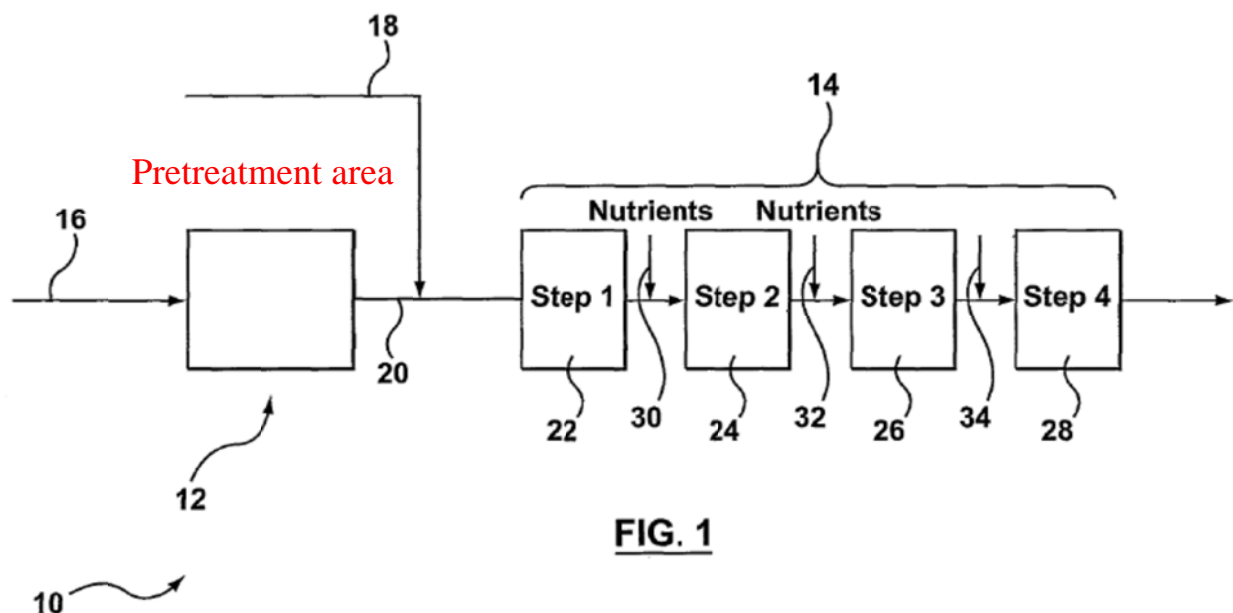 18
14
Pretreatment area
Nutrients Nutrients
16
Step 1 Step 2 Step 3 Step 4
20
22 30 24 32 26 34 28
12
FIG. 1
10